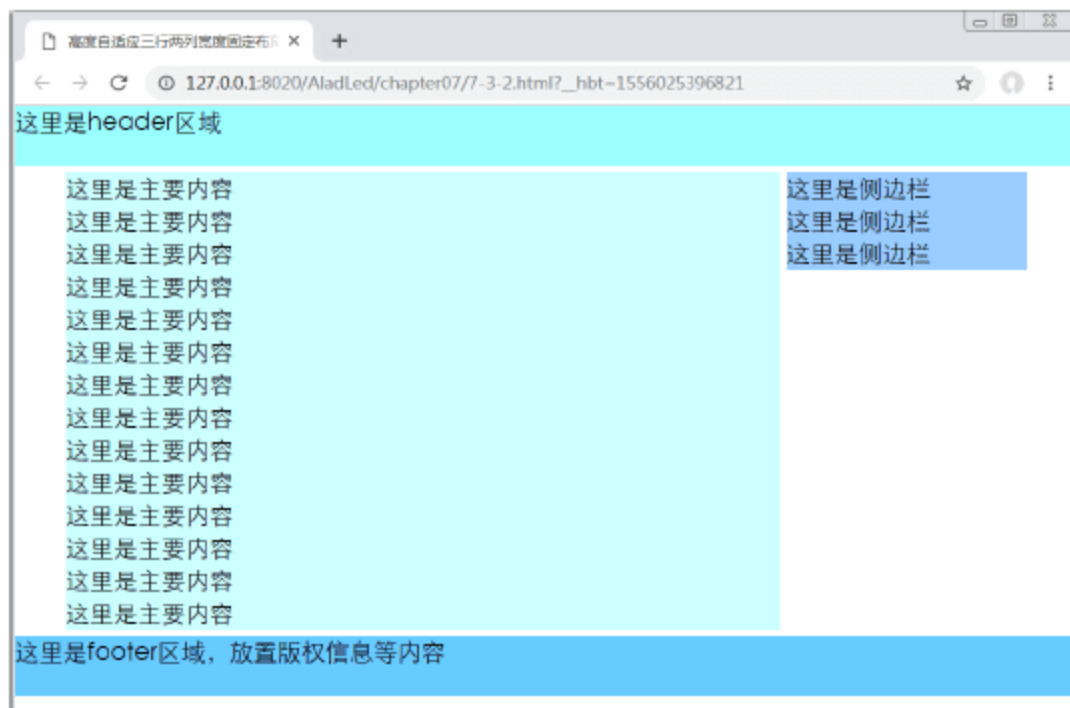 高度自适应三行两列宽度固定布
127.0.0.1:8020/AladLed/chapter07/7-3-2.html?__hbt=1556025396821
这里是header区域
这里是主要内容
这里是主要内容
这里是主要内容
这里是主要内容
这里是主要内容
这里是主要内容
这里是主要内容
这里是主要内容
这里是主要内容
这里是主要内容
这里是主要内容
这里是主要内容
这里是主要内容
这里是主要内容
这里是侧边栏
这里是侧边栏
这里是侧边栏
这里是footer区域，放置版权信息等内容